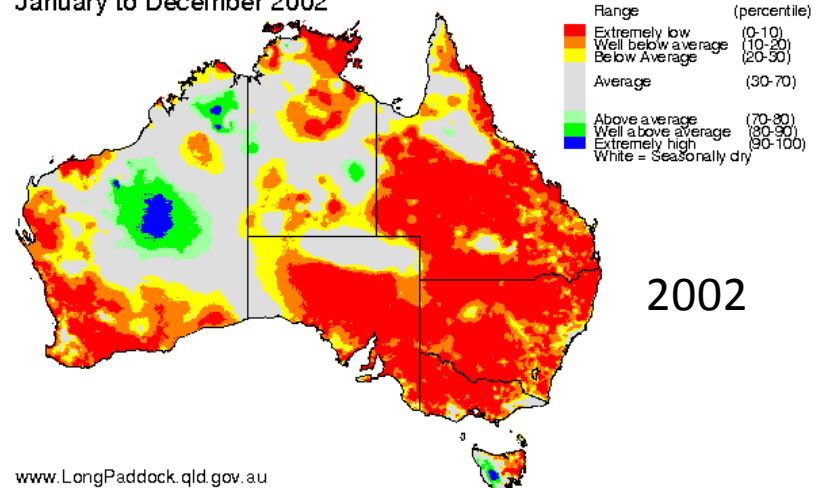 January to December 2002
Range (percentile)
Extremely low (0-10)
Well below average (10-20)
Below Average (20-50)
Average (30-70)
Above average (70-80)
Well above average (80-90)
Extremely high (90-100)
White = Seasonally dry
2002
www.LongPaddock.qld.gov.au